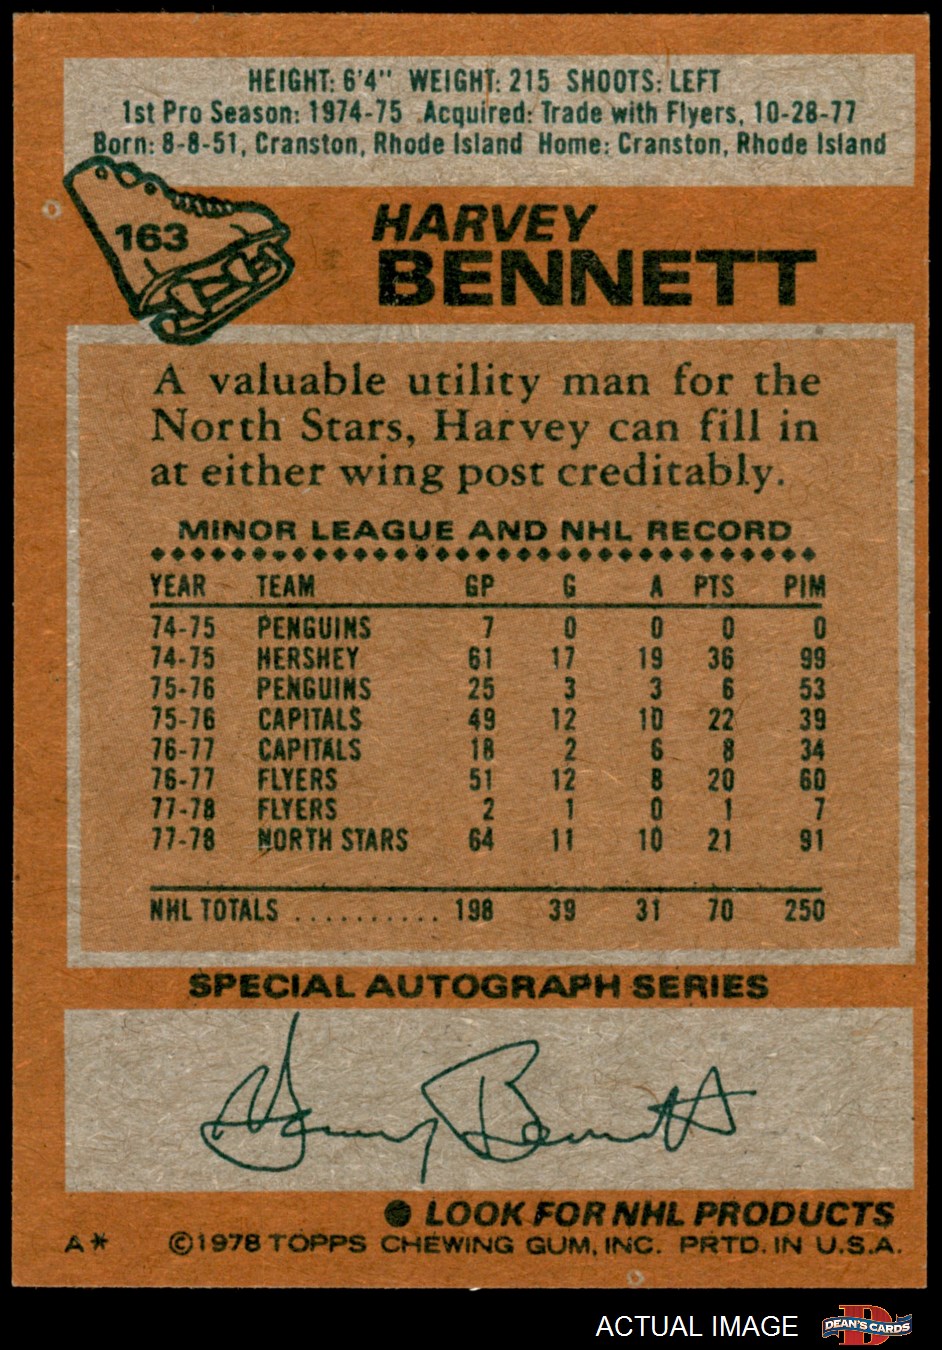 HEIGHT: 6'4" WEIGHT: 215 SHOOTS: LEFT
1st Pro Season: 1974-75 Acquired: Trade with Flyers, 10-28-77
Born: 8-8-51, Cranston, Rhode Island Home: Cranston, Rhode Island
163
HARVEY
BENNETT
A valuable utility man for the
North Stars, Harvey can fill in
at either wing post creditably.
MINOR LEAGUE AND NHL RECORD
YEAR TEAM GP G A PTS PIM
74-75 PENGUINS 7 0 0 0 0
74-75 HERSHEY 61 17 19 36 99
75-76 PENGUINS 25 3 3 6 53
75-76 CAPITALS 49 12 10 22 39
76-77 CAPITALS 18 2 6 8 34
76-77 FLYERS 51 12 8 20 60
77-78 FLYERS 2 1 0 1 7
77-78 NORTH STARS 64 11 10 21 91
NHL TOTALS .......... 198 39 31 70 250
SPECIAL AUTOGRAPH SERIES
Harvey Bennett
LOOK FOR NHL PRODUCTS
A* ©1978 TOPPS CHEWING GUM, INC. PRTD. IN U.S.A.
ACTUAL IMAGE DEAN'S CARDS